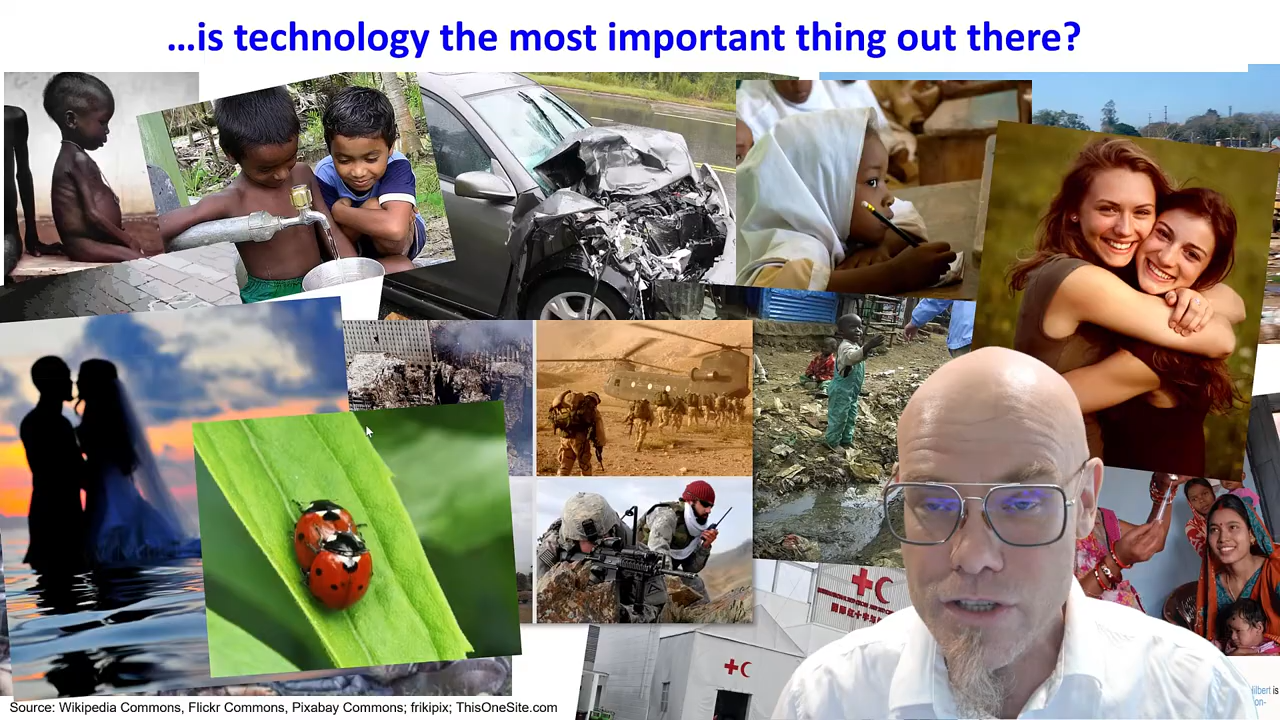 …is technology the most important thing out there?
Source: Wikipedia Commons, Flickr Commons, Pixabay Commons; frikipix; ThisOneSite.com